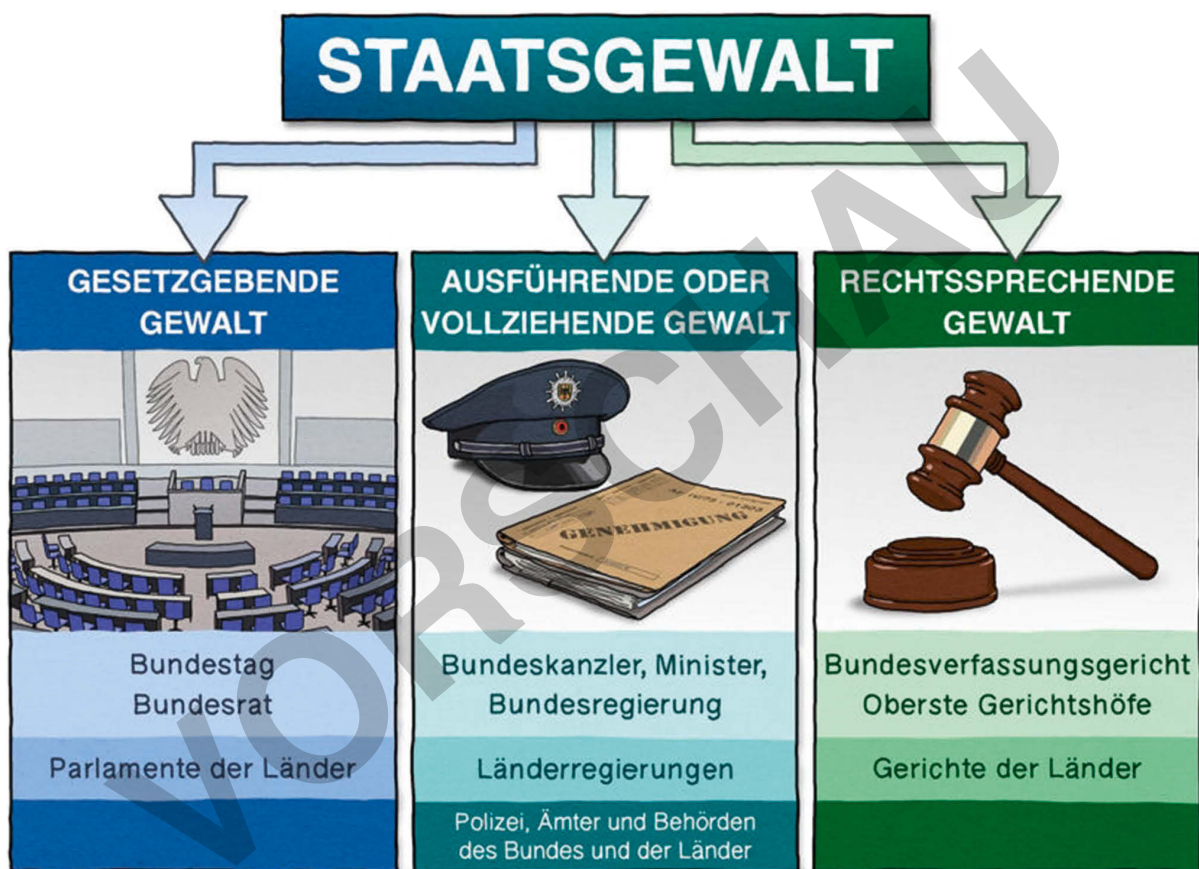 STAATSGEWALT
GESETZGEBENDE
GEWALT
Bundestag
Bundesrat
Parlamente der Länder
AUSFÜHRENDE ODER
VOLLZIEHENDE GEWALT
GENEHMIGUNG
Bundeskanzler, Minister,
Bundesregierung
Länderregierungen
Polizei, Ämter und Behörden
des Bundes und der Länder
RECHTSSPRECHENDE
GEWALT
Bundesverfassungsgericht
Oberste Gerichtshöfe
Gerichte der Länder
VORSCHAU